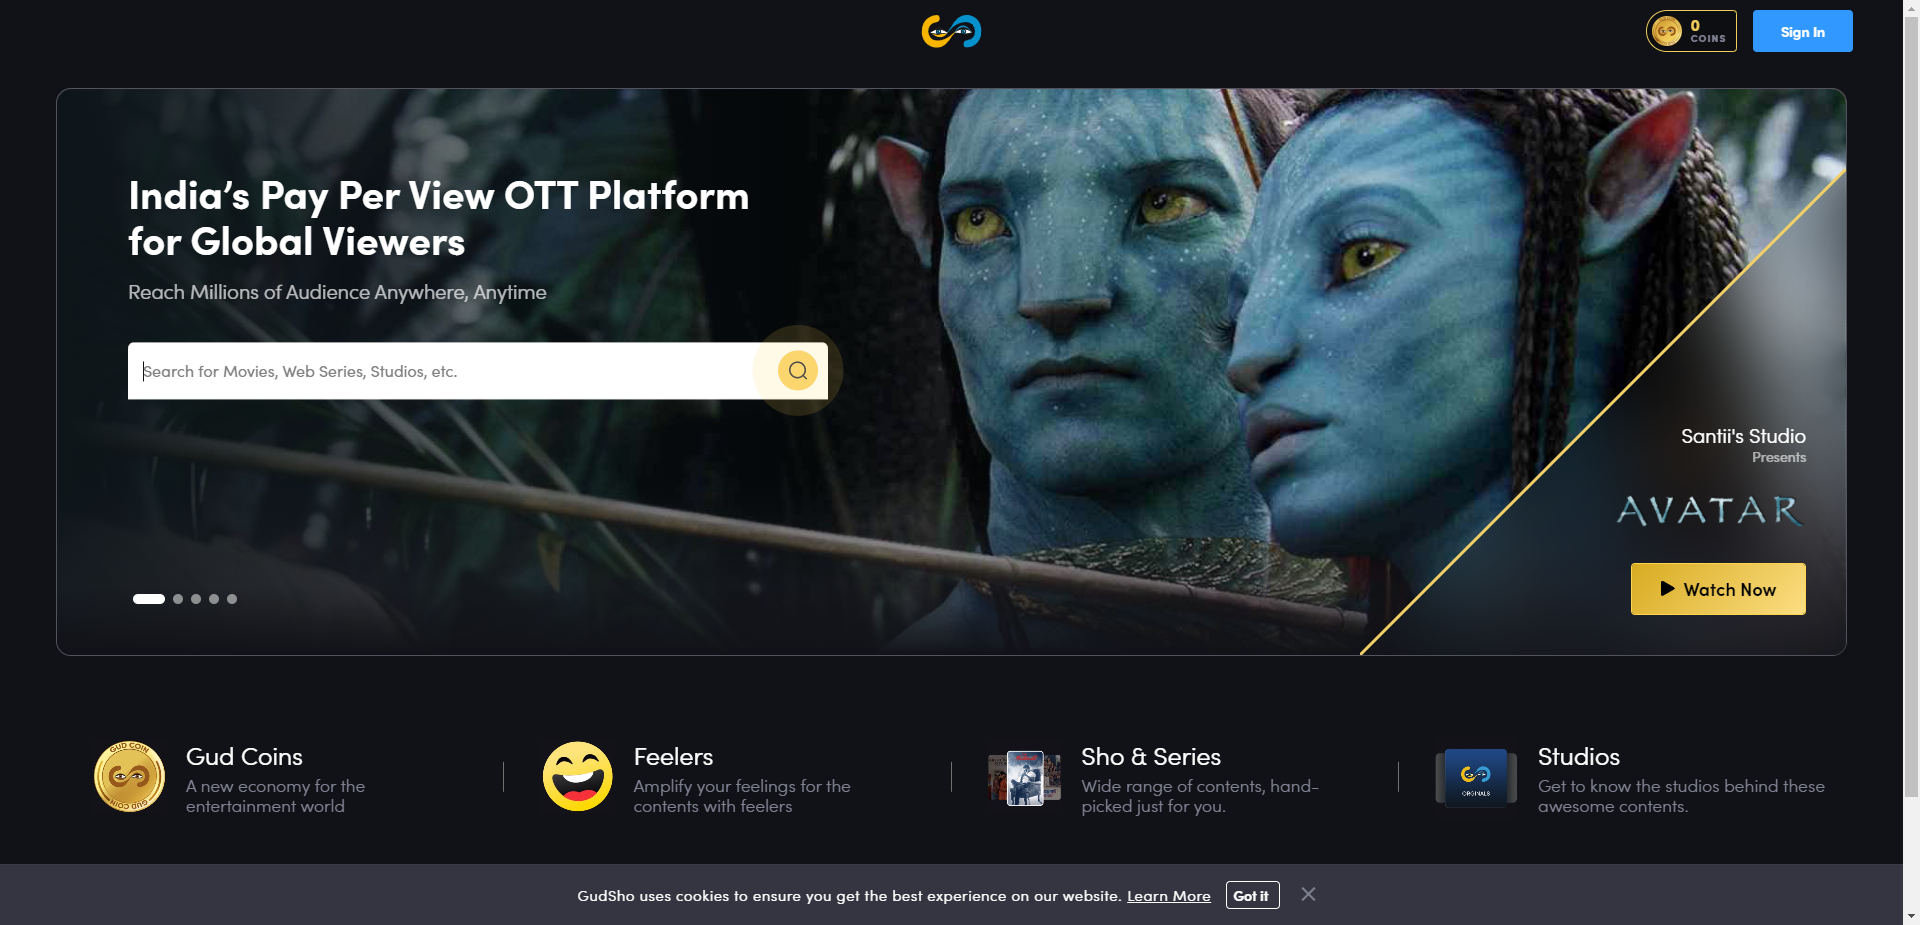 0
COINS
Sign In
India's Pay Per View OTT Platform
for Global Viewers
Reach Millions of Audience Anywhere, Anytime
Search for Movies, Web Series, Studios, etc.
Santii's Studio
Presents
AVATAR
Watch Now
GUD COIN
GUD COIN
Gud Coins
A new economy for the
entertainment world
Feelers
Amplify your feelings for the
contents with feelers
Sho & Series
Wide range of contents, hand-
picked just for you.
ORGINALS
Studios
Get to know the studios behind these
awesome contents.
GudSho uses cookies to ensure you get the best experience on our website. Learn More
Got it